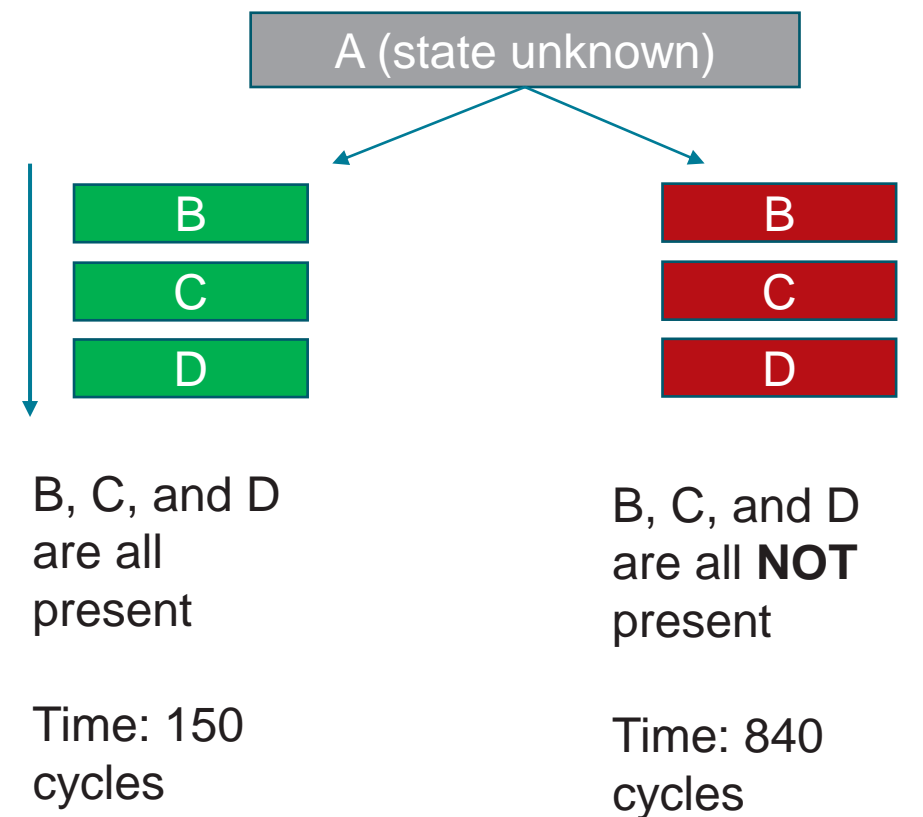 A (state unknown)
B
C
D
B, C, and D
are all
present
Time: 150
cycles
B
C
D
B, C, and D
are all NOT
present
Time: 840
cycles